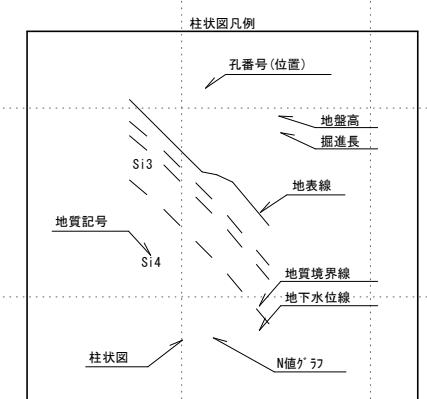 柱状図凡例
孔番号(位置)
地盤高
掘進長
Si3
地表線
地質記号
Si4
地質境界線
地下水位線
柱状図
N値グラフ